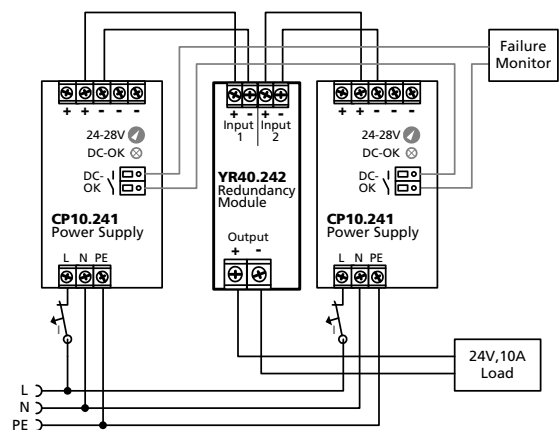 Failure
Monitor
+ + - - -
24-28V
DC-OK
DC-
OK
CP10.241
Power Supply
L N PE
+ - + -
Input
1
Input
2
YR40.242
Redundancy
Module
Output
+ -
+ + - - -
24-28V
DC-OK
DC-
OK
CP10.241
Power Supply
L N PE
I
I
24V,10A
Load
L
N
PE